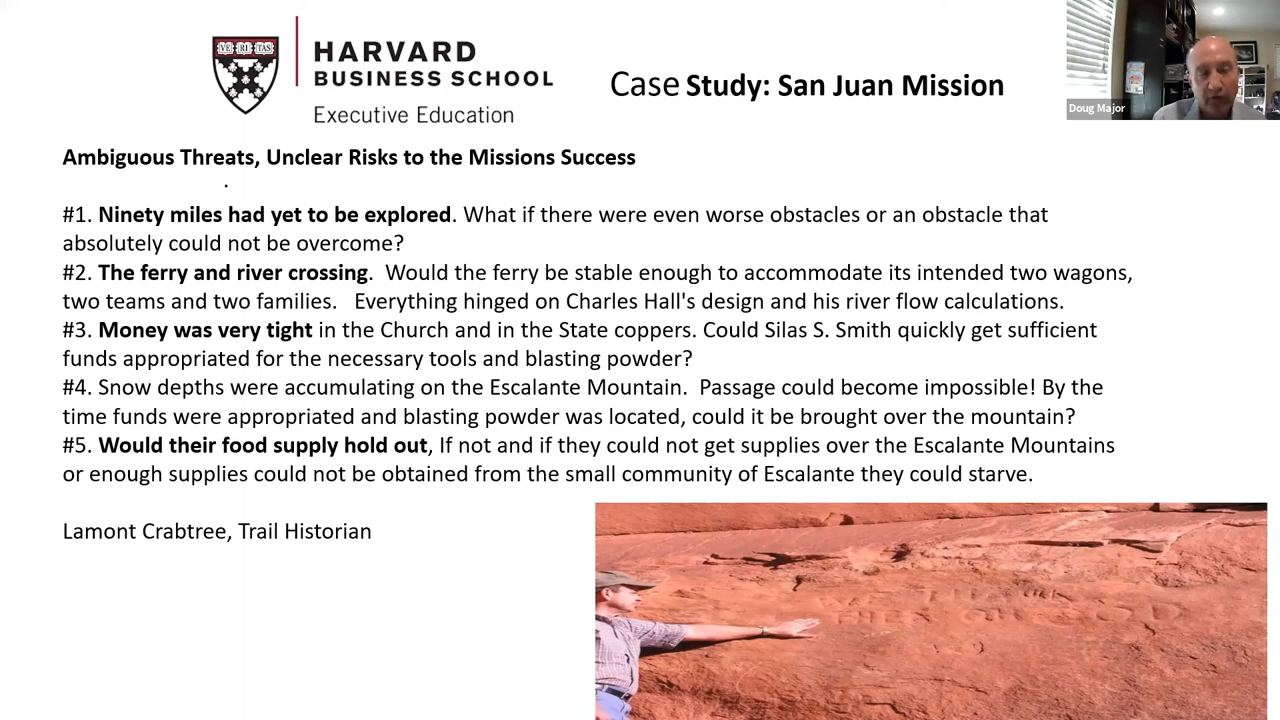 VE RI TAS
HARVARD
BUSINESS SCHOOL
Executive Education
Case Study: San Juan Mission
Doug Major
Ambiguous Threats, Unclear Risks to the Missions Success
#1. Ninety miles had yet to be explored. What if there were even worse obstacles or an obstacle that
absolutely could not be overcome?
#2. The ferry and river crossing.  Would the ferry be stable enough to accommodate its intended two wagons,
two teams and two families.   Everything hinged on Charles Hall's design and his river flow calculations.
#3. Money was very tight in the Church and in the State coppers. Could Silas S. Smith quickly get sufficient
funds appropriated for the necessary tools and blasting powder?
#4. Snow depths were accumulating on the Escalante Mountain.  Passage could become impossible! By the
time funds were appropriated and blasting powder was located, could it be brought over the mountain?
#5. Would their food supply hold out, If not and if they could not get supplies over the Escalante Mountains
or enough supplies could not be obtained from the small community of Escalante they could starve.
Lamont Crabtree, Trail Historian